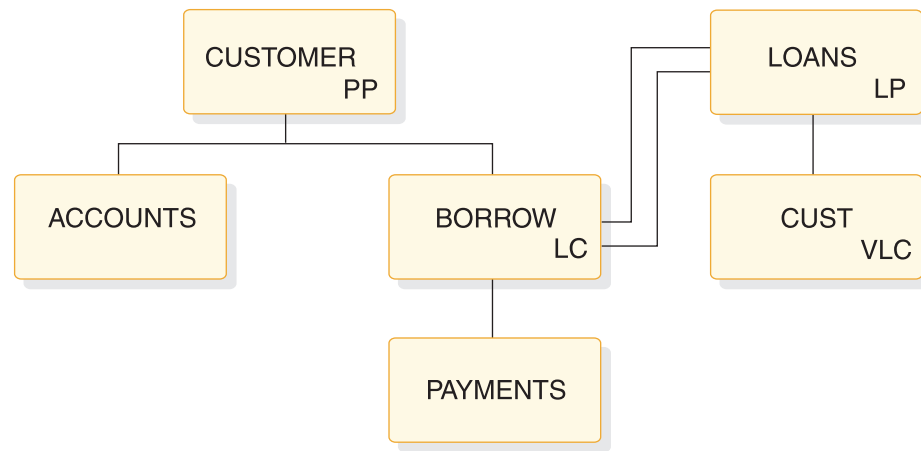 CUSTOMER
PP
LOANS
LP
ACCOUNTS
BORROW
LC
CUST
VLC
PAYMENTS